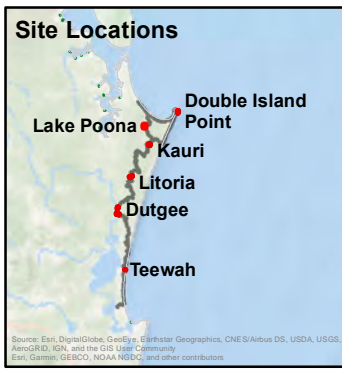 Site Locations
Double Island
Point
Lake Poona
Kauri
Litoria
Dutgee
Teewah
Source: Esri, DigitalGlobe, GeoEye, Earthstar Geographics, CNES/Airbus DS, USDA, USGS,
AeroGRID, IGN, and the GIS User Community
Esri, Garmin, GEBCO, NOAA NGDC, and other contributors